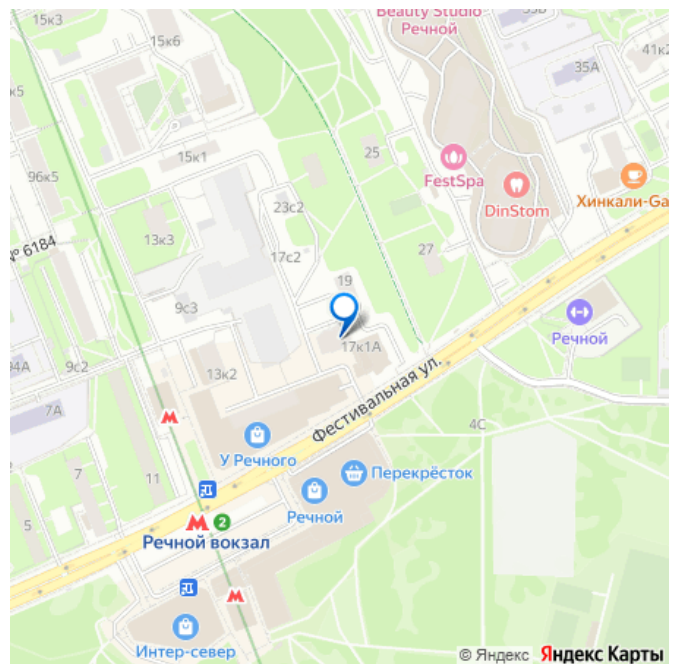 Beauty Studio
Речной
15к3
15к6
41к2
35А
к5
15к1
25
96к5
FestSpa
DinStom
Хинкали-Ga
23с2
№ 6184
13к3
17с2
27
19
9с3
Речной
17к1А
94А
9с2
13к2
Фестивальная ул.
7А
4С
У Речного
Перекрёсток
7
11
Речной
5
2
Речной вокзал
Интер-север
© Яндекс Яндекс Карты